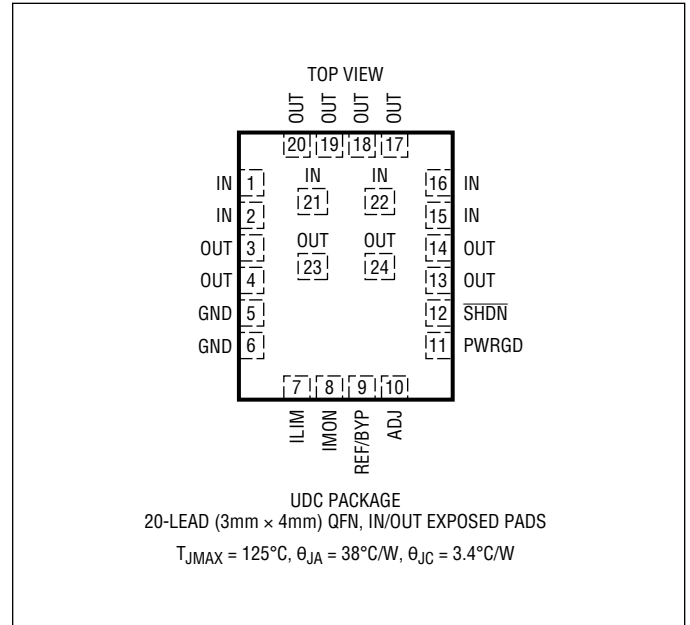 TOP VIEW
OUT OUT OUT OUT
20 19 18 17
IN 1 IN 21 IN 22 16 IN
IN 2 15 IN
OUT 3 OUT 23 OUT 24 14 OUT
OUT 4 13 OUT
GND 5 12 SHDN
GND 6 11 PWRGD
7 8 9 10
ILIM IMON REF/BYP ADJ
UDC PACKAGE
20-LEAD (3mm × 4mm) QFN, IN/OUT EXPOSED PADS
TJMAX = 125°C, θJA = 38°C/W, θJC = 3.4°C/W